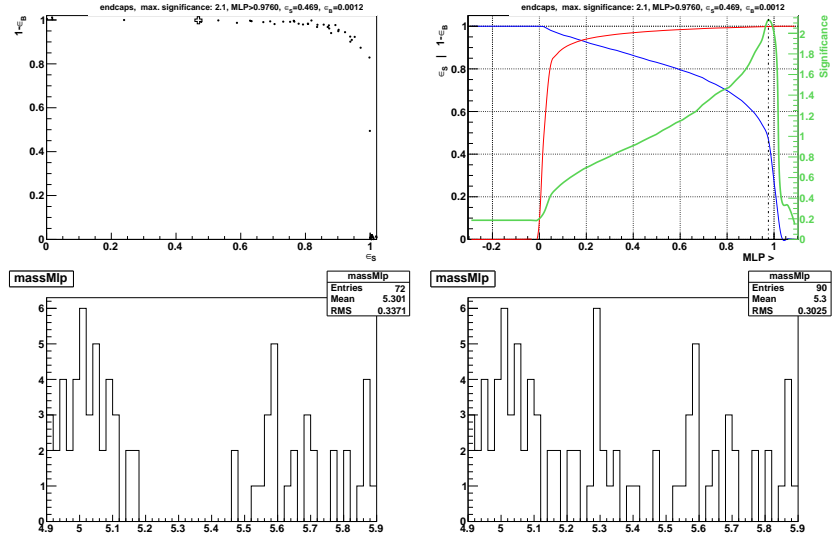 endcaps, max. significance: 2.1, MLP>0.9760, εS=0.469, εB=0.0012
1-εB
1
0.8
0.6
0.4
0.2
0
0 0.2 0.4 0.6 0.8 1
εS
endcaps, max. significance: 2.1, MLP>0.9760, εS=0.469, εB=0.0012
εS | 1-εB
1
0.8
0.6
0.4
0.2
0
-0.2 0 0.2 0.4 0.6 0.8 1
MLP >
Significance
2
1.8
1.6
1.4
1.2
1
0.8
0.6
0.4
0.2
0
massMlp
massMlp
Entries 72
Mean 5.301
RMS 0.3371
6
5
4
3
2
1
0
4.9 5 5.1 5.2 5.3 5.4 5.5 5.6 5.7 5.8 5.9
massMlp
massMlp
Entries 90
Mean 5.3
RMS 0.3025
6
5
4
3
2
1
0
4.9 5 5.1 5.2 5.3 5.4 5.5 5.6 5.7 5.8 5.9